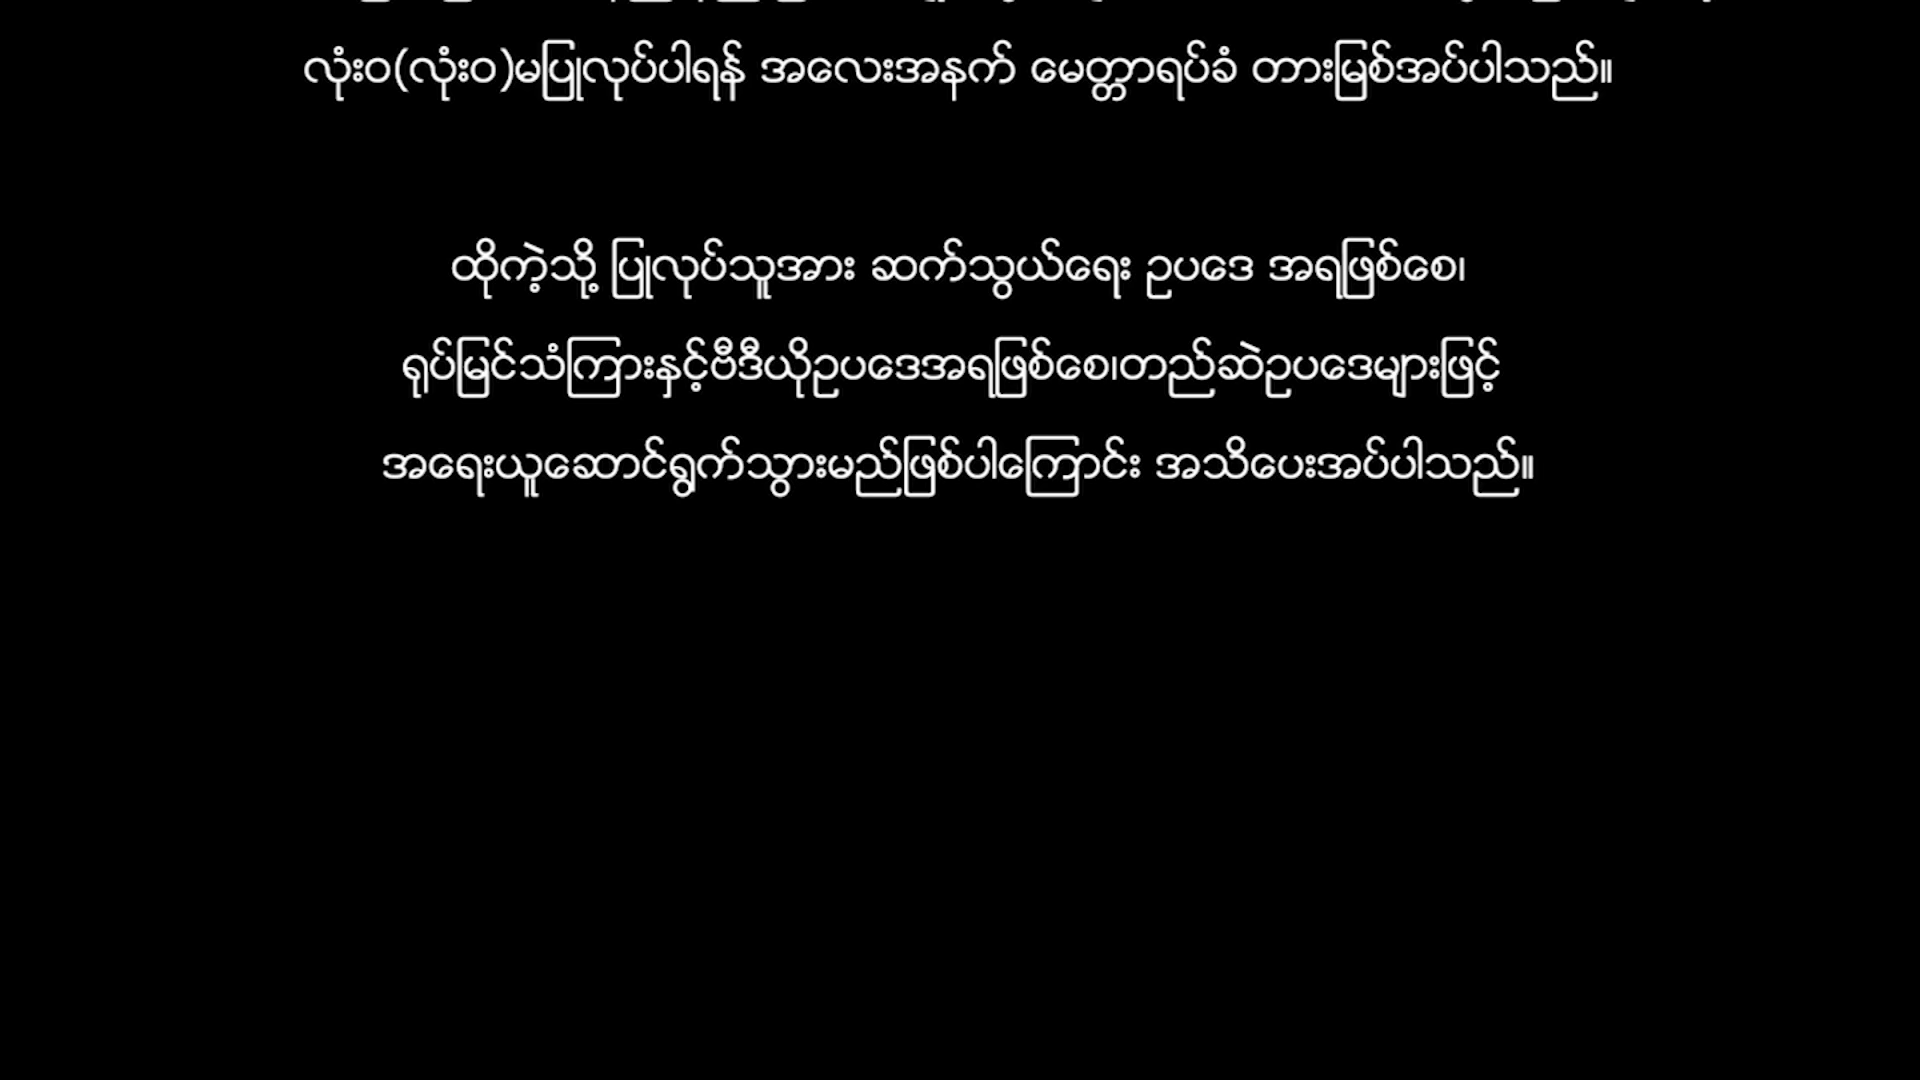 လုံးဝ(လုံးဝ)မပြုလုပ်ပါရန် အလေးအနက် မေတ္တာရပ်ခံ တားမြစ်အပ်ပါသည်။
ထိုကဲ့သို့ ပြုလုပ်သူအား ဆက်သွယ်ရေး ဥပဒေ အရဖြစ်စေ၊
ရုပ်မြင်သံကြားနှင့်ဗီဒီယိုဥပဒေအရဖြစ်စေ၊တည်ဆဲဥပဒေများဖြင့်
အရေးယူဆောင်ရွက်သွားမည်ဖြစ်ပါကြောင်း အသိပေးအပ်ပါသည်။